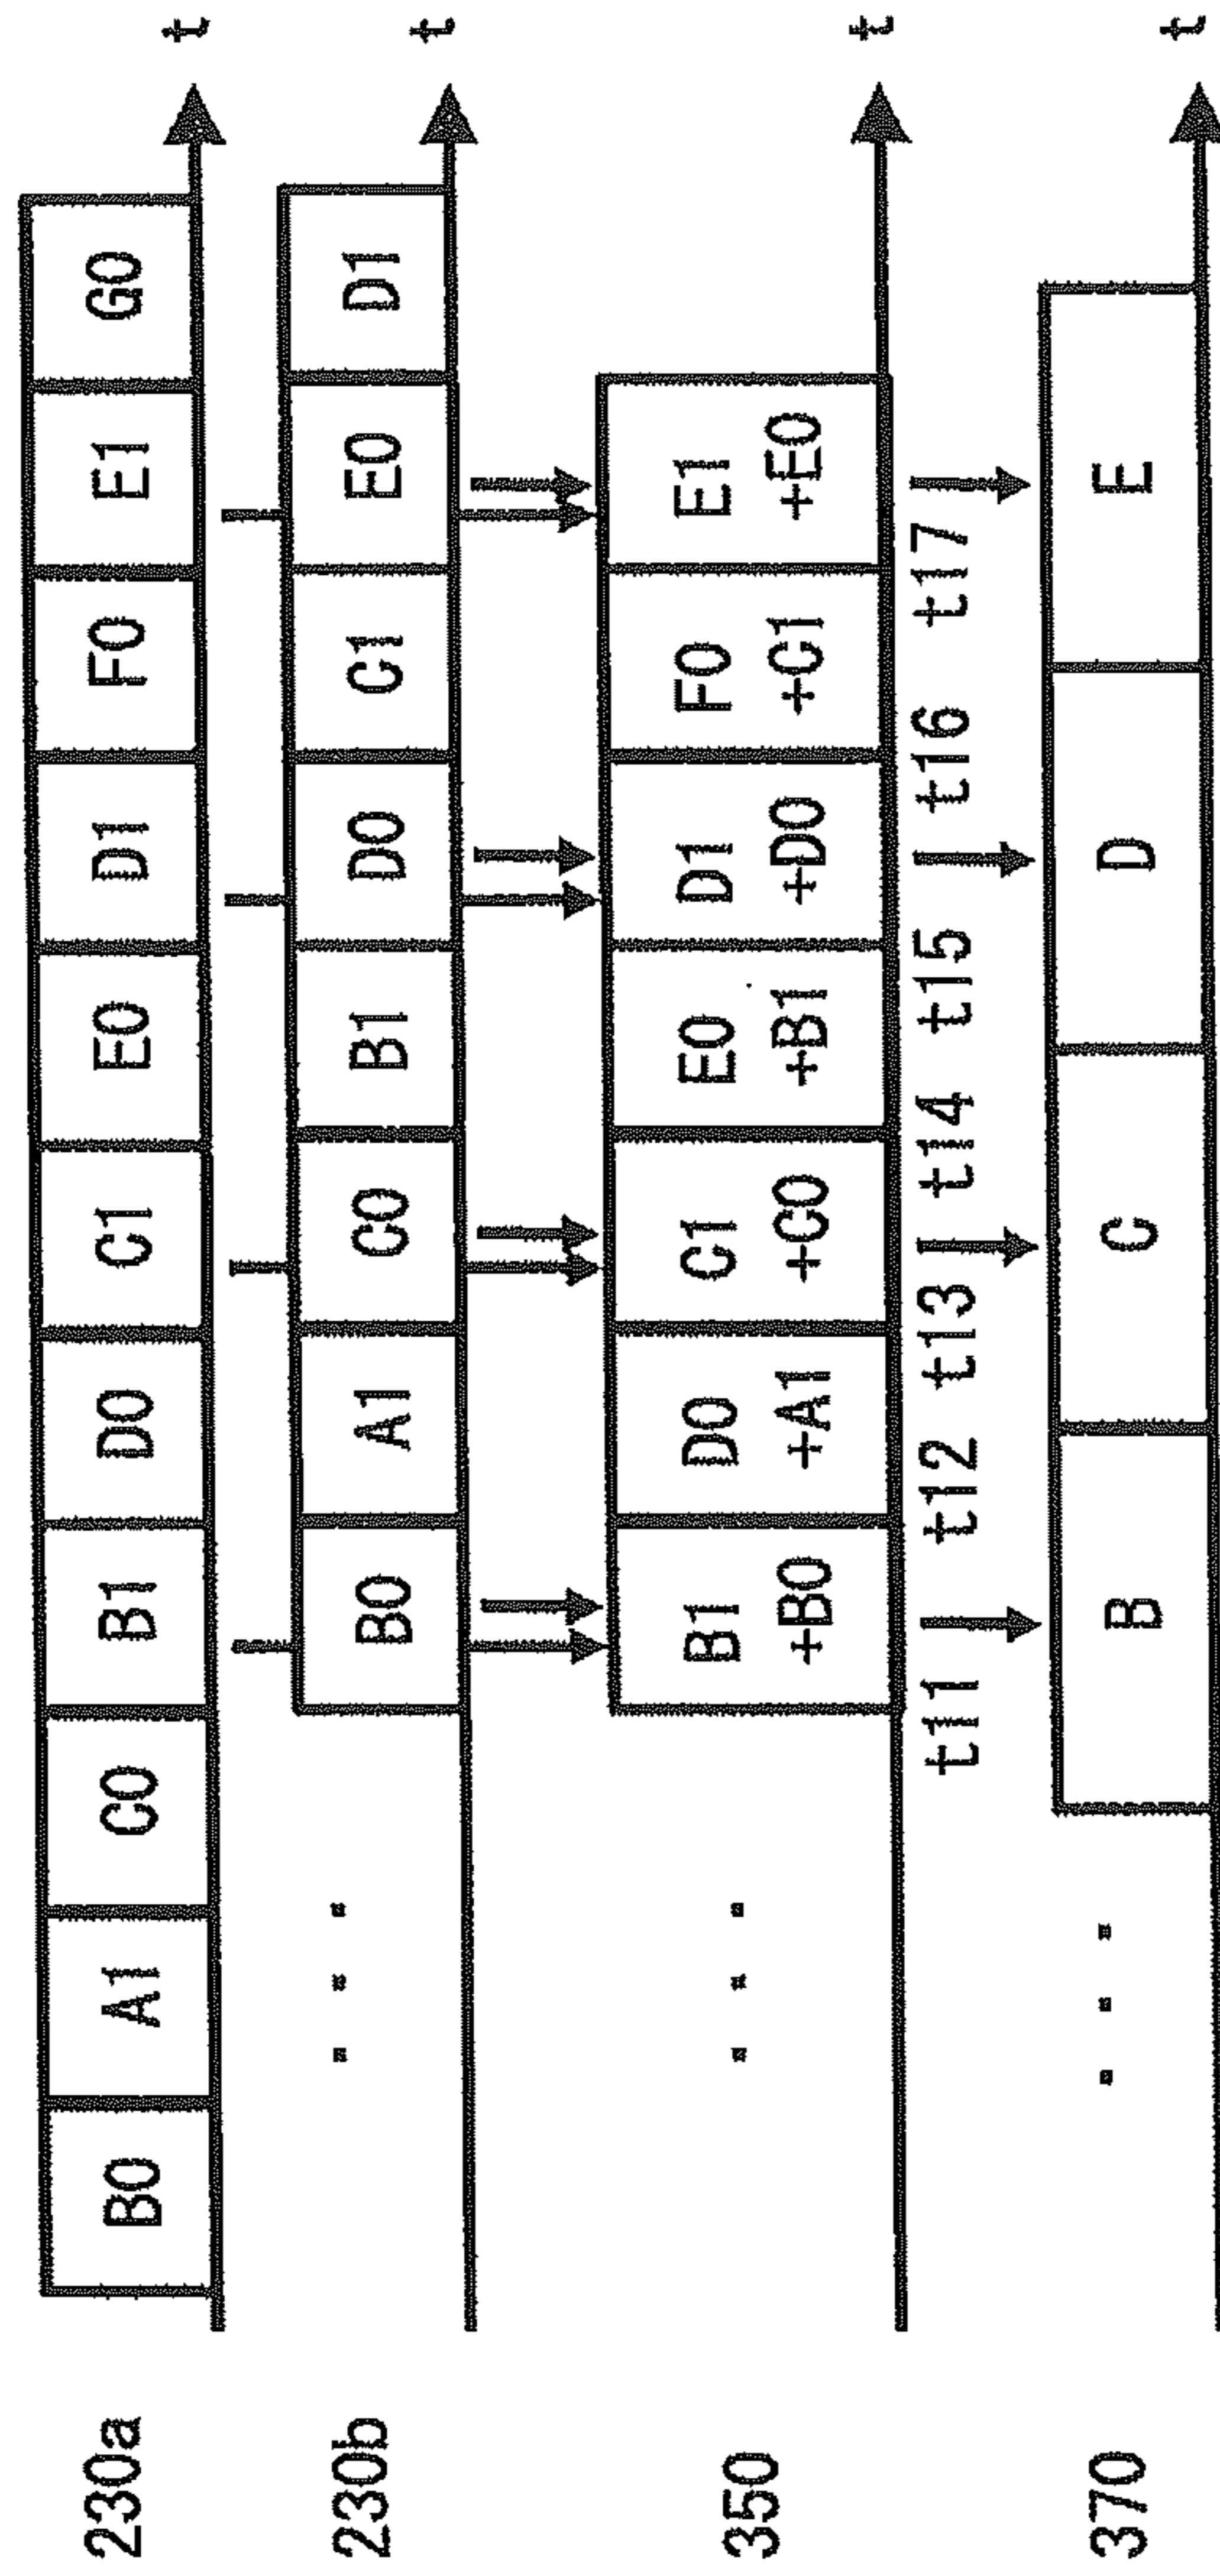 230a B0 A1 C0 B1 D0 C1 E0 D1 F0 E1 G0 t
230b . . . B0 A1 C0 B1 D0 C1 E0 D1 t
350 . . . B1 +B0 D0 +A1 C1 +C0 E0 +B1 D1 +D0 F0 +C1 E1 +E0 t
t11 t12 t13 t14 t15 t16 t17
370 . . . B C D E t